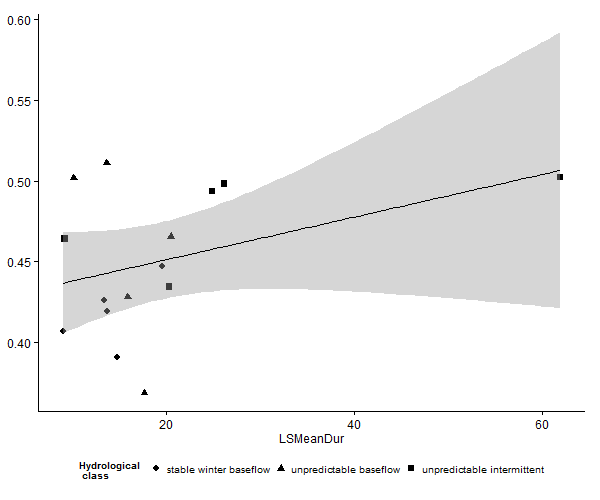 0.60
0.55
0.50
0.45
0.40
20 40 60
LSMeanDur
Hydrological
class
stable winter baseflow unpredictable baseflow unpredictable intermittent